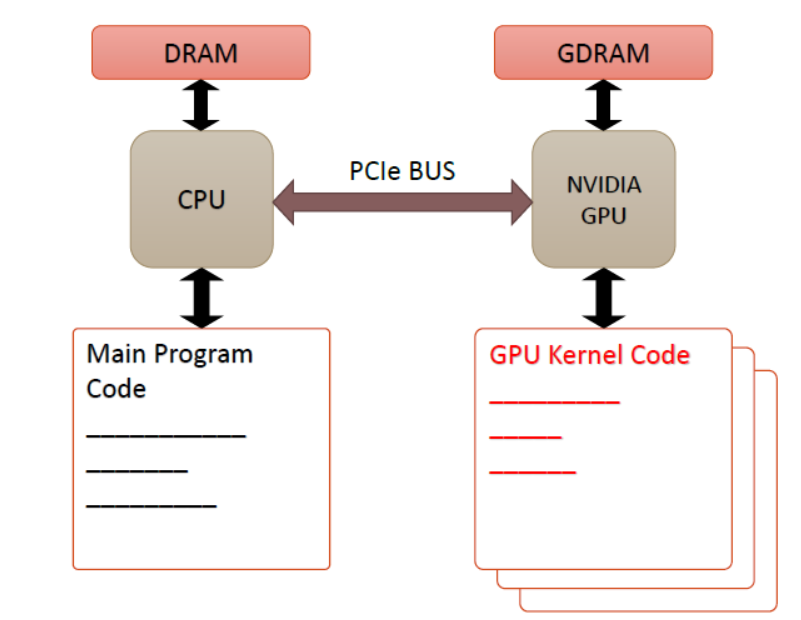 DRAM
GDRAM
PCIe BUS
CPU
NVIDIA
GPU
Main Program
Code
GPU Kernel Code